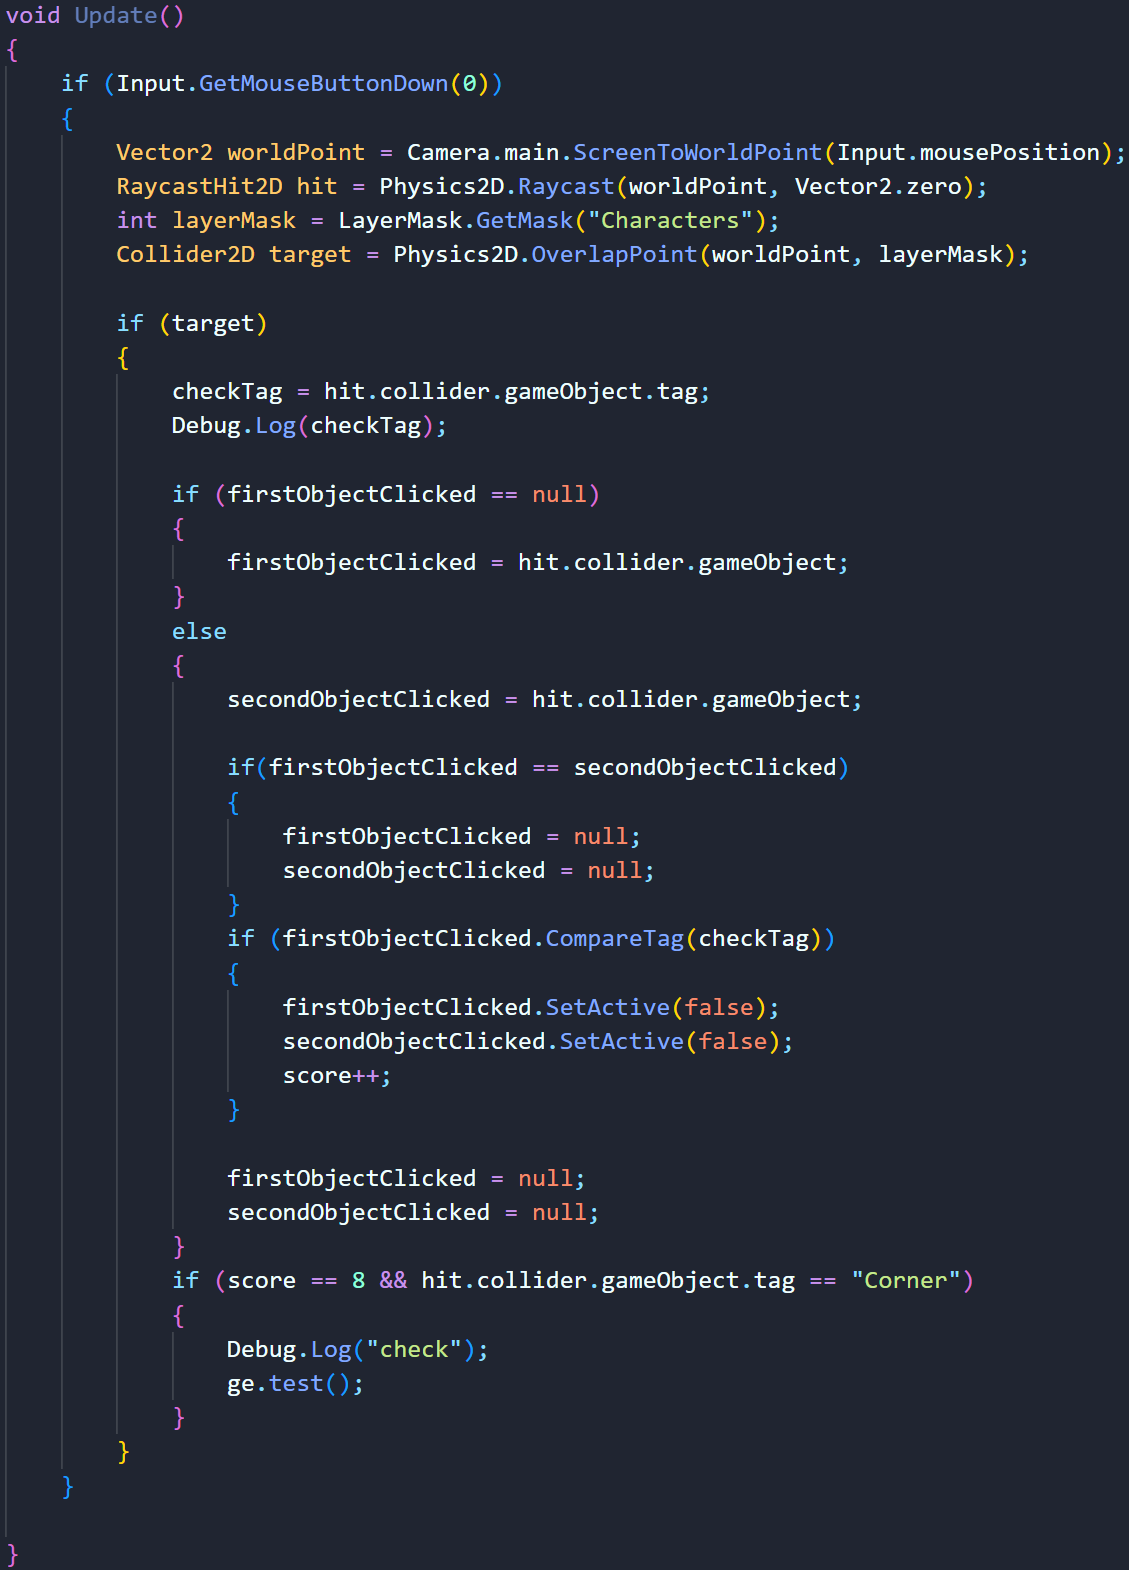 void Update()
{
if (Input.GetMouseButtonDown(0))
{
Vector2 worldPoint = Camera.main.ScreenToWorldPoint(Input.mousePosition);
RaycastHit2D hit = Physics2D.Raycast(worldPoint, Vector2.zero);
int layerMask = LayerMask.GetMask("Characters");
Collider2D target = Physics2D.OverlapPoint(worldPoint, layerMask);
if (target)
{
checkTag = hit.collider.gameObject.tag;
Debug.Log(checkTag);
if (firstObjectClicked == null)
{
firstObjectClicked = hit.collider.gameObject;
}
else
{
secondObjectClicked = hit.collider.gameObject;
if(firstObjectClicked == secondObjectClicked)
{
firstObjectClicked = null;
secondObjectClicked = null;
}
if (firstObjectClicked.CompareTag(checkTag))
{
firstObjectClicked.SetActive(false);
secondObjectClicked.SetActive(false);
score++;
}
firstObjectClicked = null;
secondObjectClicked = null;
}
if (score == 8 && hit.collider.gameObject.tag == "Corner")
{
Debug.Log("check");
ge.test();
}
}
}
}